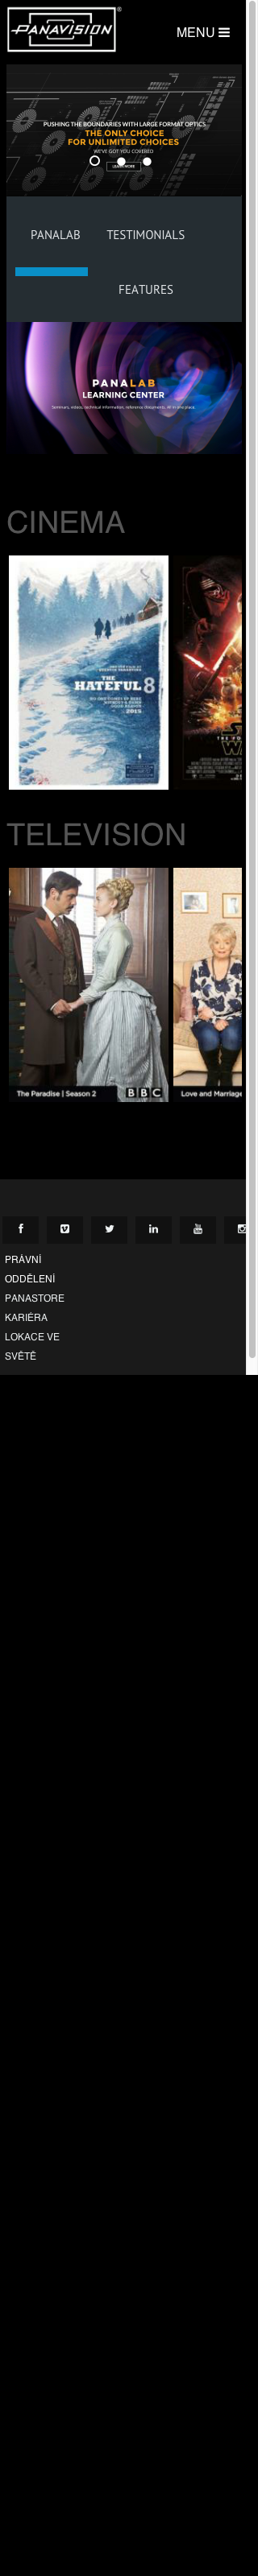 PANAVISION®
MENU
PUSHING THE BOUNDARIES WITH LARGE FORMAT OPTICS
THE ONLY CHOICE
FOR UNLIMITED CHOICES
WE'VE GOT YOU COVERED
LEARN MORE
PANALAB
TESTIMONIALS
FEATURES
PANALAB
LEARNING CENTER
Seminars, videos, technical information, reference documents. All in one place.
CINEMA
THE
HATEFUL 8
2015
TELEVISION
The Paradise | Season 2
BBC
Love and Marriage
PRÁVNÍ
ODDĚLENÍ
PANASTORE
KARIÉRA
LOKACE VE
SVĚTĚ